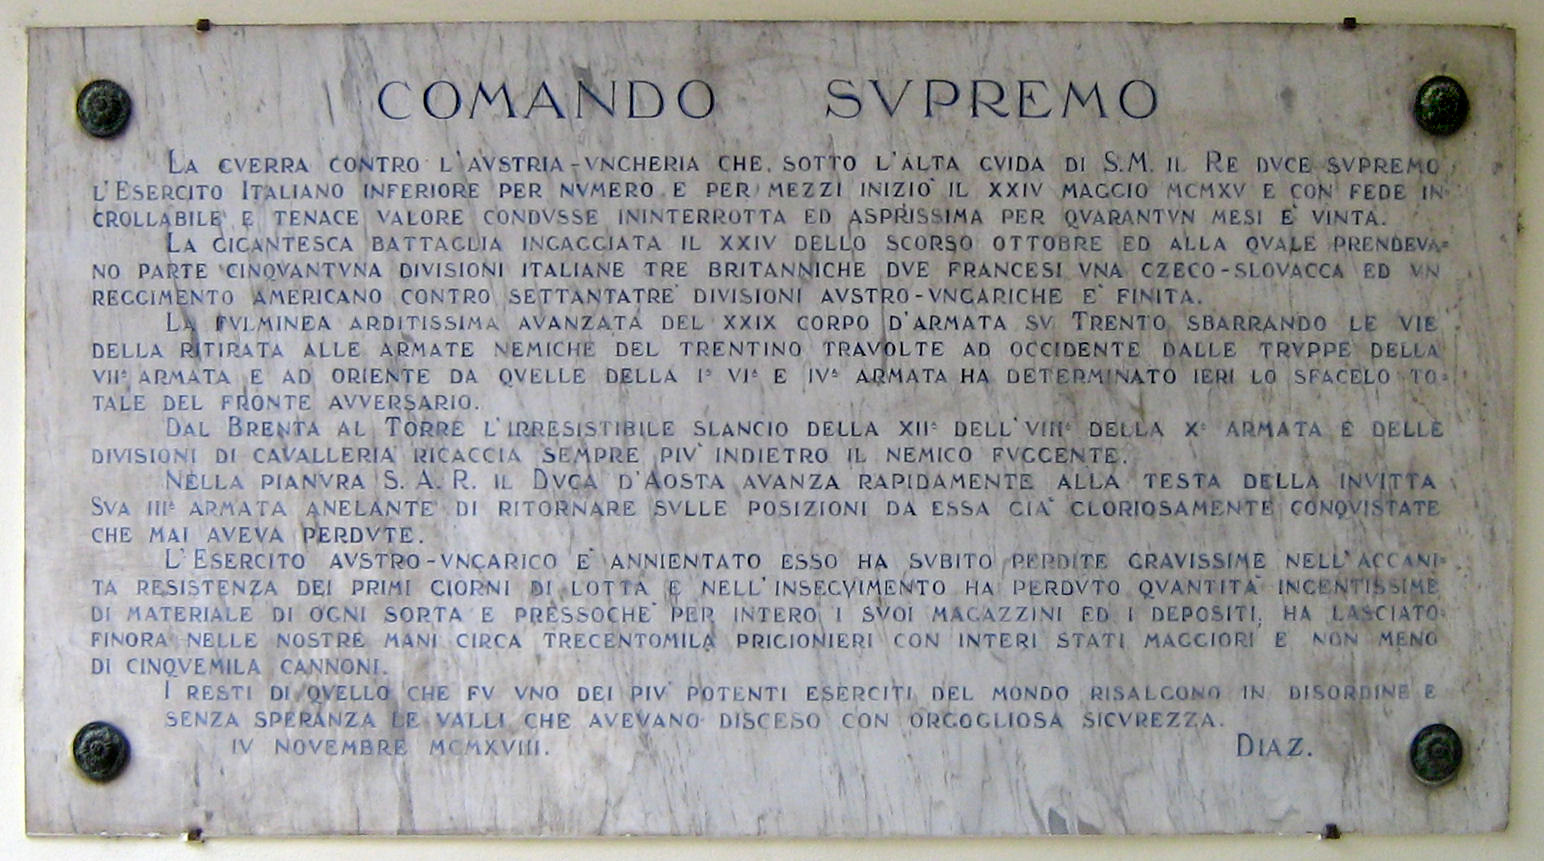 COMANDO SVPREMO
LA GVERRA CONTRO L'AVSTRIA-VNGHERIA CHE, SOTTO L'ALTA GVIDA DI S.M. IL RE DVCE SVPREMO
L'ESERCITO ITALIANO INFERIORE PER NVMERO E PER MEZZI INIZIO' IL XXIV MAGGIO MCMXV E CON FEDE IN-
CROLLABILE E TENACE VALORE CONDVSSE ININTERROTTA ED ASPRISSIMA PER QVARANTVN MESI E' VINTA.
LA GIGANTESCA BATTAGLIA INGAGGIATA IL XXIV DELLO SCORSO OTTOBRE ED ALLA QVALE PRENDEVA=
NO PARTE CINQVANTVNA DIVISIONI ITALIANE TRE BRITANNICHE DVE FRANCESI VNA CZECO-SLOVACCA ED VN
REGGIMENTO AMERICANO CONTRO SETTANTATRE' DIVISIONI AVSTRO-VNGARICHE E' FINITA.
LA FVLMINEA ARDITISSIMA AVANZATA DEL XXIX CORPO D'ARMATA SV TRENTO SBARRANDO LE VIE
DELLA RITIRATA ALLE ARMATE NEMICHE DEL TRENTINO TRAVOLTE AD OCCIDENTE DALLE TRVPPE DELLA
VIIª ARMATA E AD ORIENTE DA QVELLE DELLA Iª VIª E IVª ARMATA HA DETERMINATO IERI LO SFACELO TO=
TALE DEL FRONTE AVVERSARIO.
DAL BRENTA AL TORRE L'IRRESISTIBILE SLANCIO DELLA XIIª DELL'VIIIª DELLA Xª ARMATA E DELLE
DIVISIONI DI CAVALLERIA RICACCIA SEMPRE PIV' INDIETRO IL NEMICO FVGGENTE.
NELLA PIANVRA S. A. R. IL DVCA D'AOSTA AVANZA RAPIDAMENTE ALLA TESTA DELLA INVITTA
SVA IIIª ARMATA ANELANTE DI RITORNARE SVLLE POSIZIONI DA ESSA GIA' GLORIOSAMENTE CONQVISTATE
CHE MAI AVEVA PERDVTE.
L'ESERCITO AVSTRO-VNGARICO E' ANNIENTATO ESSO HA SVBITO PERDITE GRAVISSIME NELL'ACCANI=
TA RESISTENZA DEI PRIMI GIORNI DI LOTTA E NELL'INSEGVIMENTO HA PERDVTO QVANTITA' INGENTISSIME
DI MATERIALE DI OGNI SORTA E PRESSOCHE' PER INTERO I SVOI MAGAZZINI ED I DEPOSITI, HA LASCIATO
FINORA NELLE NOSTRE MANI CIRCA TRECENTOMILA PRIGIONIERI CON INTERI STATI MAGGIORI E NON MENO
DI CINQVEMILA CANNONI.
I RESTI DI QVELLO CHE FV VNO DEI PIV' POTENTI ESERCITI DEL MONDO RISALGONO IN DISORDINE E
SENZA SPERANZA LE VALLI CHE AVEVANO DISCESO CON ORGOGLIOSA SICVREZZA.
IV NOVEMBRE MCMXVIII. DIAZ.